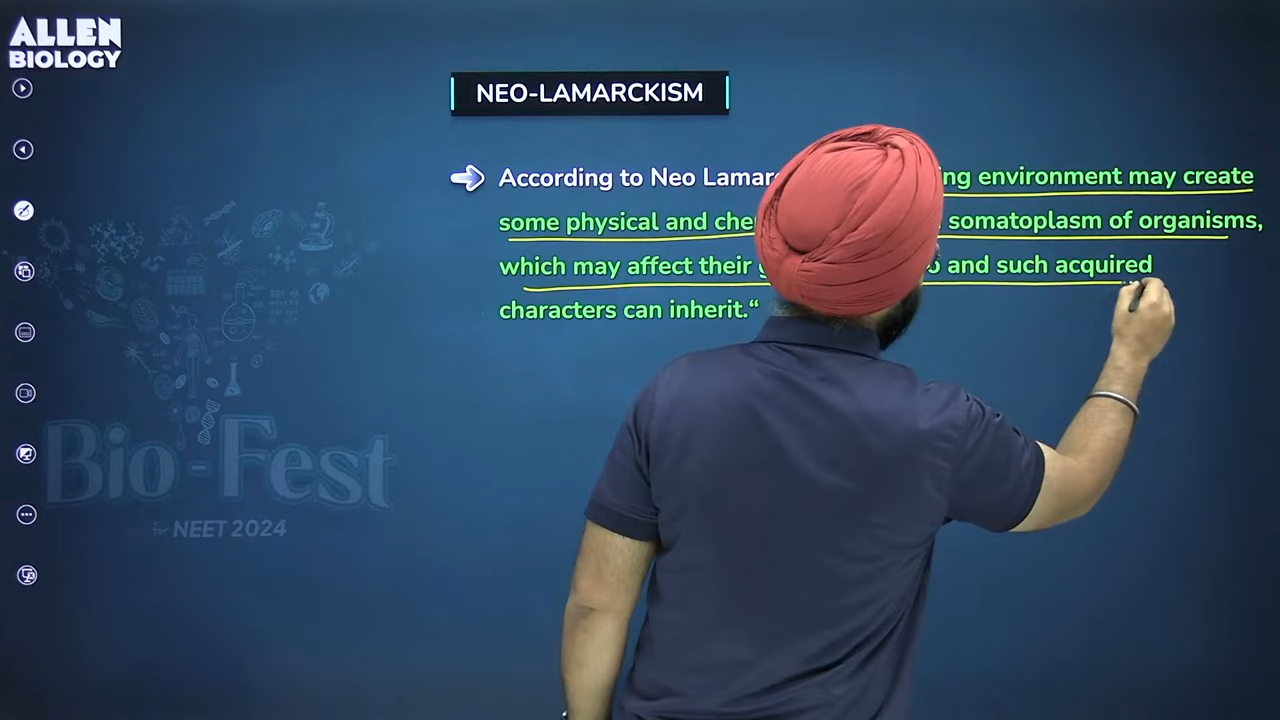 ALLEN
BIOLOGY
NEO-LAMARCKISM
According to Neo Lamarc
ing environment may create
some physical and che
somatoplasm of organisms,
which may affect their g
and such acquired
characters can inherit.“
Bio-Fest
For NEET 2024